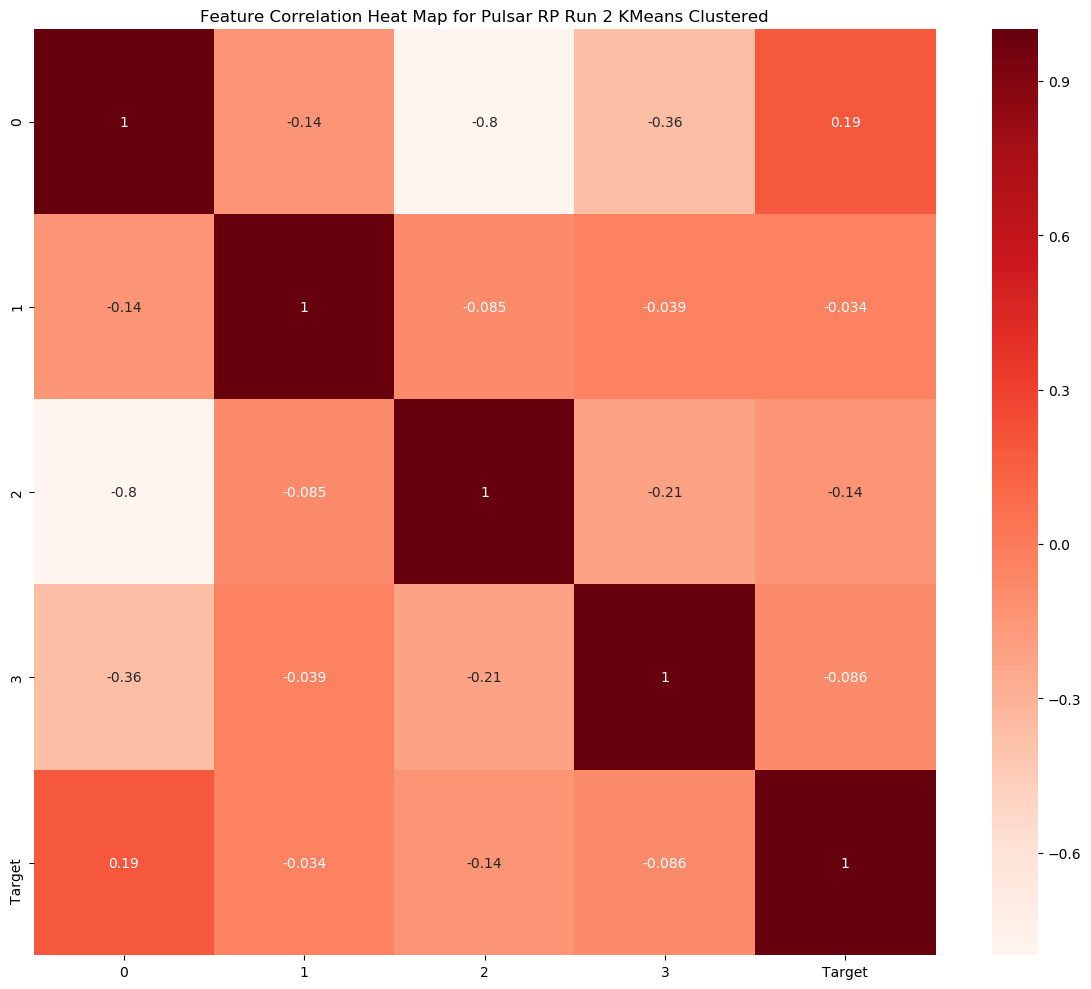 Feature Correlation Heat Map for Pulsar RP Run 2 KMeans Clustered
0 1 -0.14 -0.8 -0.36 0.19
1 -0.14 1 -0.085 -0.039 -0.034
2 -0.8 -0.085 1 -0.21 -0.14
3 -0.36 -0.039 -0.21 1 -0.086
Target 0.19 -0.034 -0.14 -0.086 1
0 1 2 3 Target
0.9
0.6
0.3
0.0
−0.3
−0.6